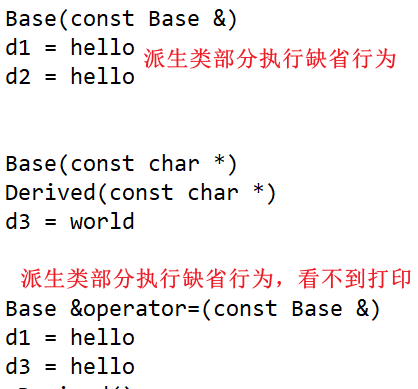 Base(const Base &)
d1 = hello
派生类部分执行缺省行为
d2 = hello
Base(const char *)
Derived(const char *)
d3 = world
派生类部分执行缺省行为，看不到打印
Base &operator=(const Base &)
d1 = hello
d3 = hello